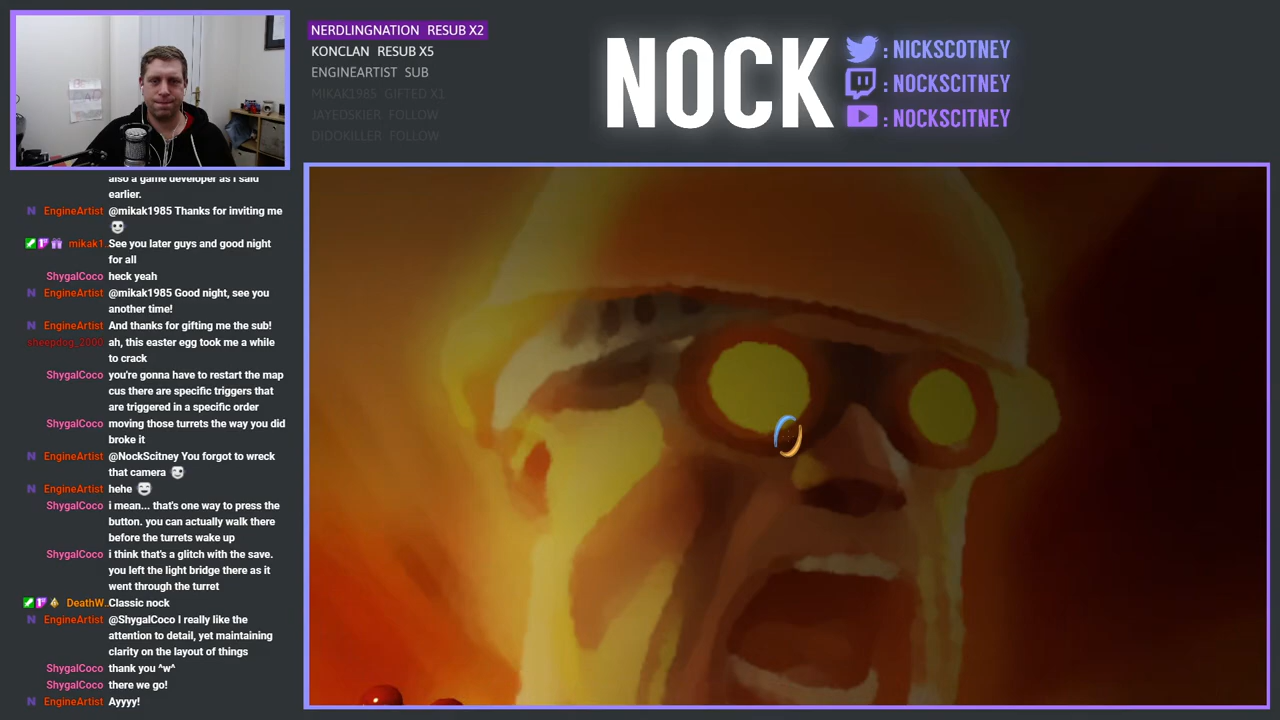 NERDLINGNATION RESUB X2
KONCLAN RESUB X5
ENGINEARTIST SUB
MIKAK1985 GIFTED X1
JAYEDSKIER FOLLOW
DIDOKILLER FOLLOW
NOCK
: NICKSCOTNEY
: NOCKSCITNEY
: NOCKSCITNEY
also a game developer as I said
earlier.
N EngineArtist @mikak1985 Thanks for inviting me
mikak1.. See you later guys and good night
for all
ShygalCoco heck yeah
N EngineArtist @mikak1985 Good night, see you
another time!
N EngineArtist And thanks for gifting me the sub!
sheepdog_2000 ah, this easter egg took me a while
to crack
ShygalCoco you're gonna have to restart the map
cus there are specific triggers that
are triggered in a specific order
ShygalCoco moving those turrets the way you did
broke it
N EngineArtist @NockScitney You forgot to wreck
that camera
N EngineArtist hehe
ShygalCoco i mean... that's one way to press the
button. you can actually walk there
before the turrets wake up
ShygalCoco i think that's a glitch with the save.
you left the light bridge there as it
went through the turret
DeathW.. Classic nock
N EngineArtist @ShygalCoco I really like the
attention to detail, yet maintaining
clarity on the layout of things
ShygalCoco thank you ^w^
ShygalCoco there we go!
N EngineArtist Ayyyy!